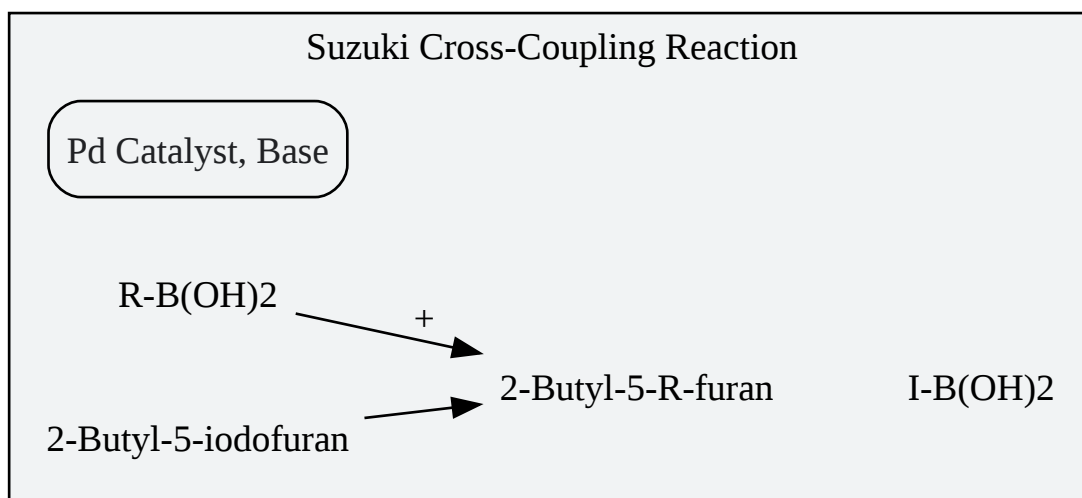 Suzuki Cross-Coupling Reaction
Pd Catalyst, Base
R-B(OH)2
+
2-Butyl-5-R-furan
I-B(OH)2
2-Butyl-5-iodofuran